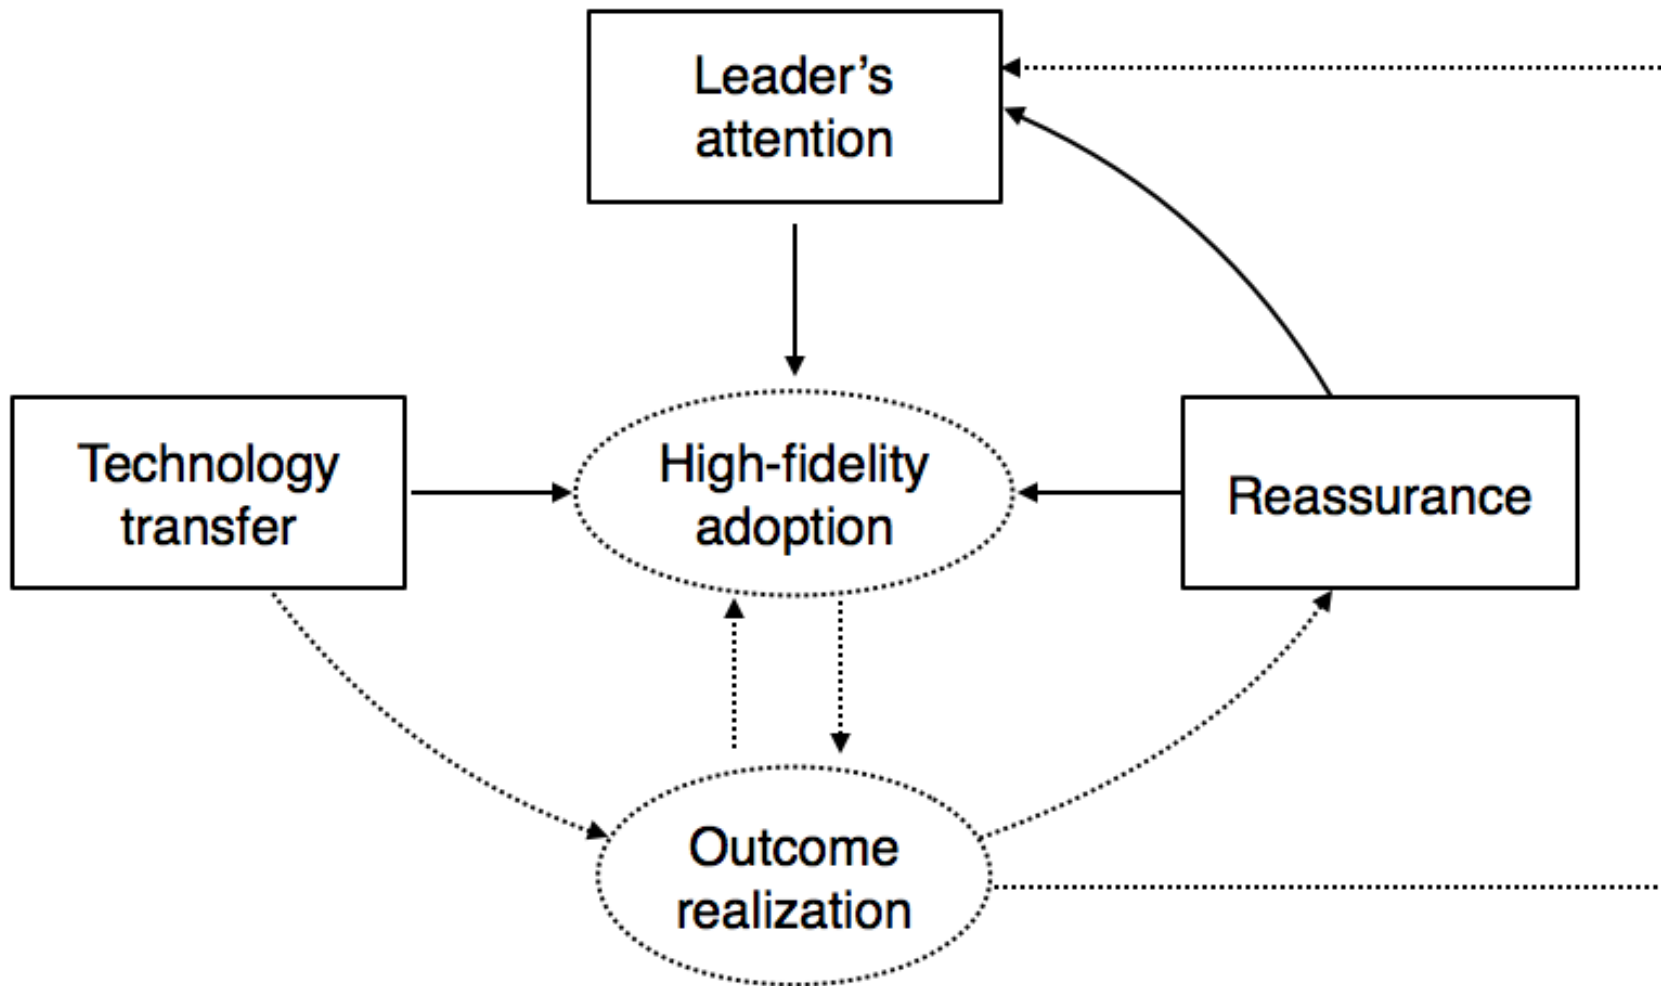 Leader’s
attention
Technology
transfer
High-fidelity
adoption
Reassurance
Outcome
realization